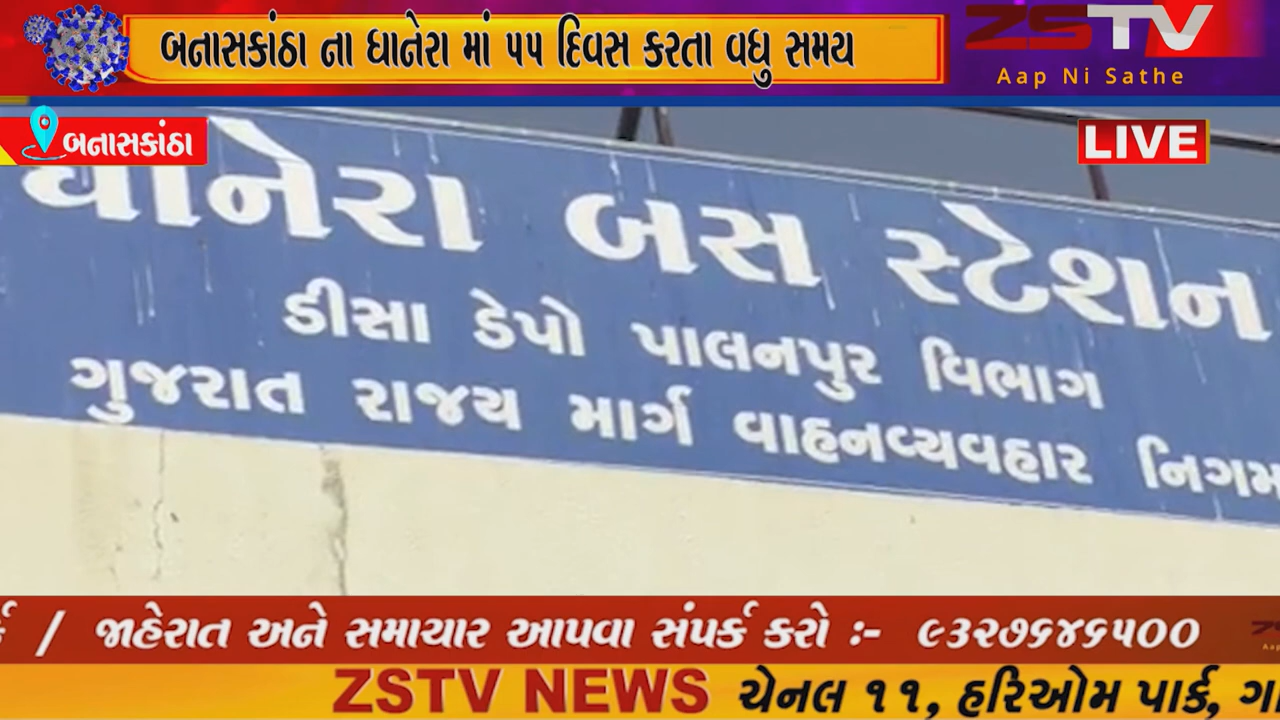 બનાસકાંઠા ના ધાનેરા માં ૫૫ દિવસ કરતા વધુ સમય
ZSTV
Aap Ni Sathe
બનાસકાંઠા
LIVE
ધાનેરા બસ સ્ટેશન
ડીસા ડેપો પાલનપુર વિભાગ
ગુજરાત રાજય માર્ગ વાહનવ્યવહાર નિગમ
/ જાહેરાત અને સમાચાર આપવા સંપર્ક કરો :- ૯૩૨૭૬૪૬૫૦૦
ZSTV NEWS ચેનલ ૧૧, હરિઓમ પાર્ક,